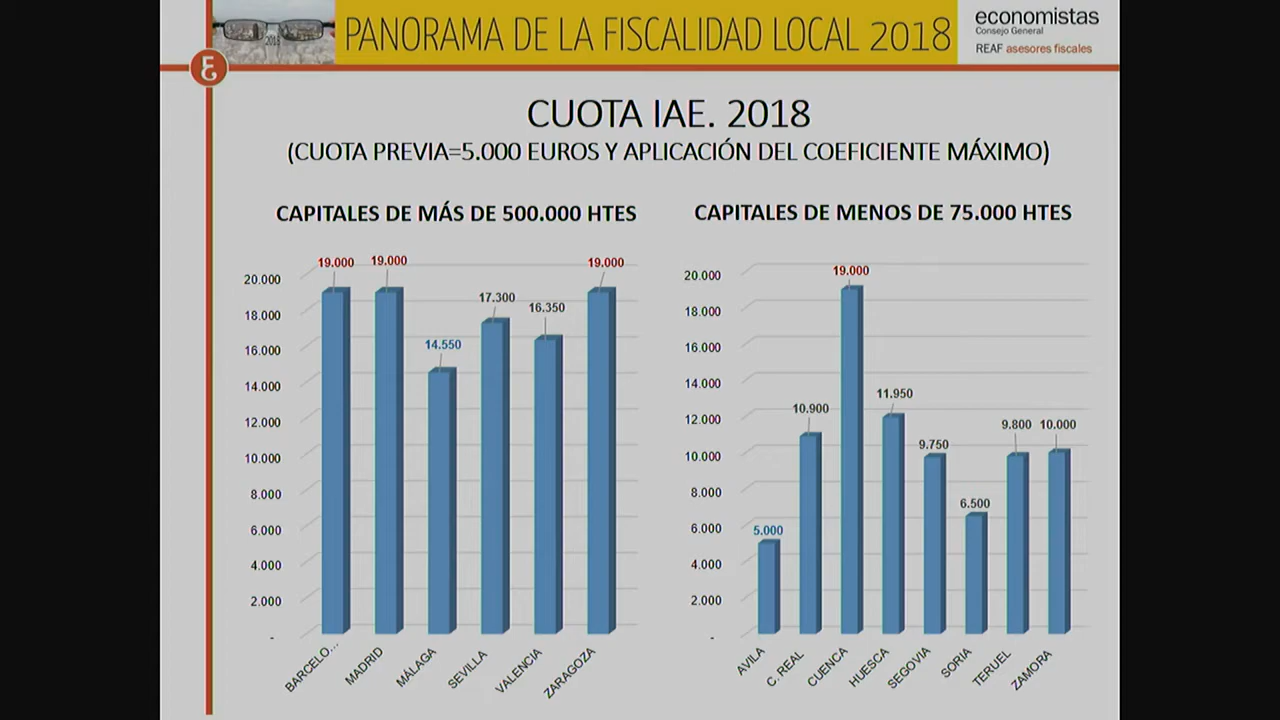 PANORAMA DE LA FISCALIDAD LOCAL 2018
2018
economistas
Consejo General
REAF asesores fiscales
CUOTA IAE. 2018
(CUOTA PREVIA=5.000 EUROS Y APLICACIÓN DEL COEFICIENTE MÁXIMO)
CAPITALES DE MÁS DE 500.000 HTES
20.000
18.000
16.000
14.000
12.000
10.000
8.000
6.000
4.000
2.000
-
19.000
19.000
14.550
17.300
16.350
19.000
BARCELO...
MADRID
MÁLAGA
SEVILLA
VALENCIA
ZARAGOZA
CAPITALES DE MENOS DE 75.000 HTES
20.000
18.000
16.000
14.000
12.000
10.000
8.000
6.000
4.000
2.000
-
5.000
10.900
19.000
11.950
9.750
6.500
9.800
10.000
AVILA
C. REAL
CUENCA
HUESCA
SEGOVIA
SORIA
TERUEL
ZAMORA